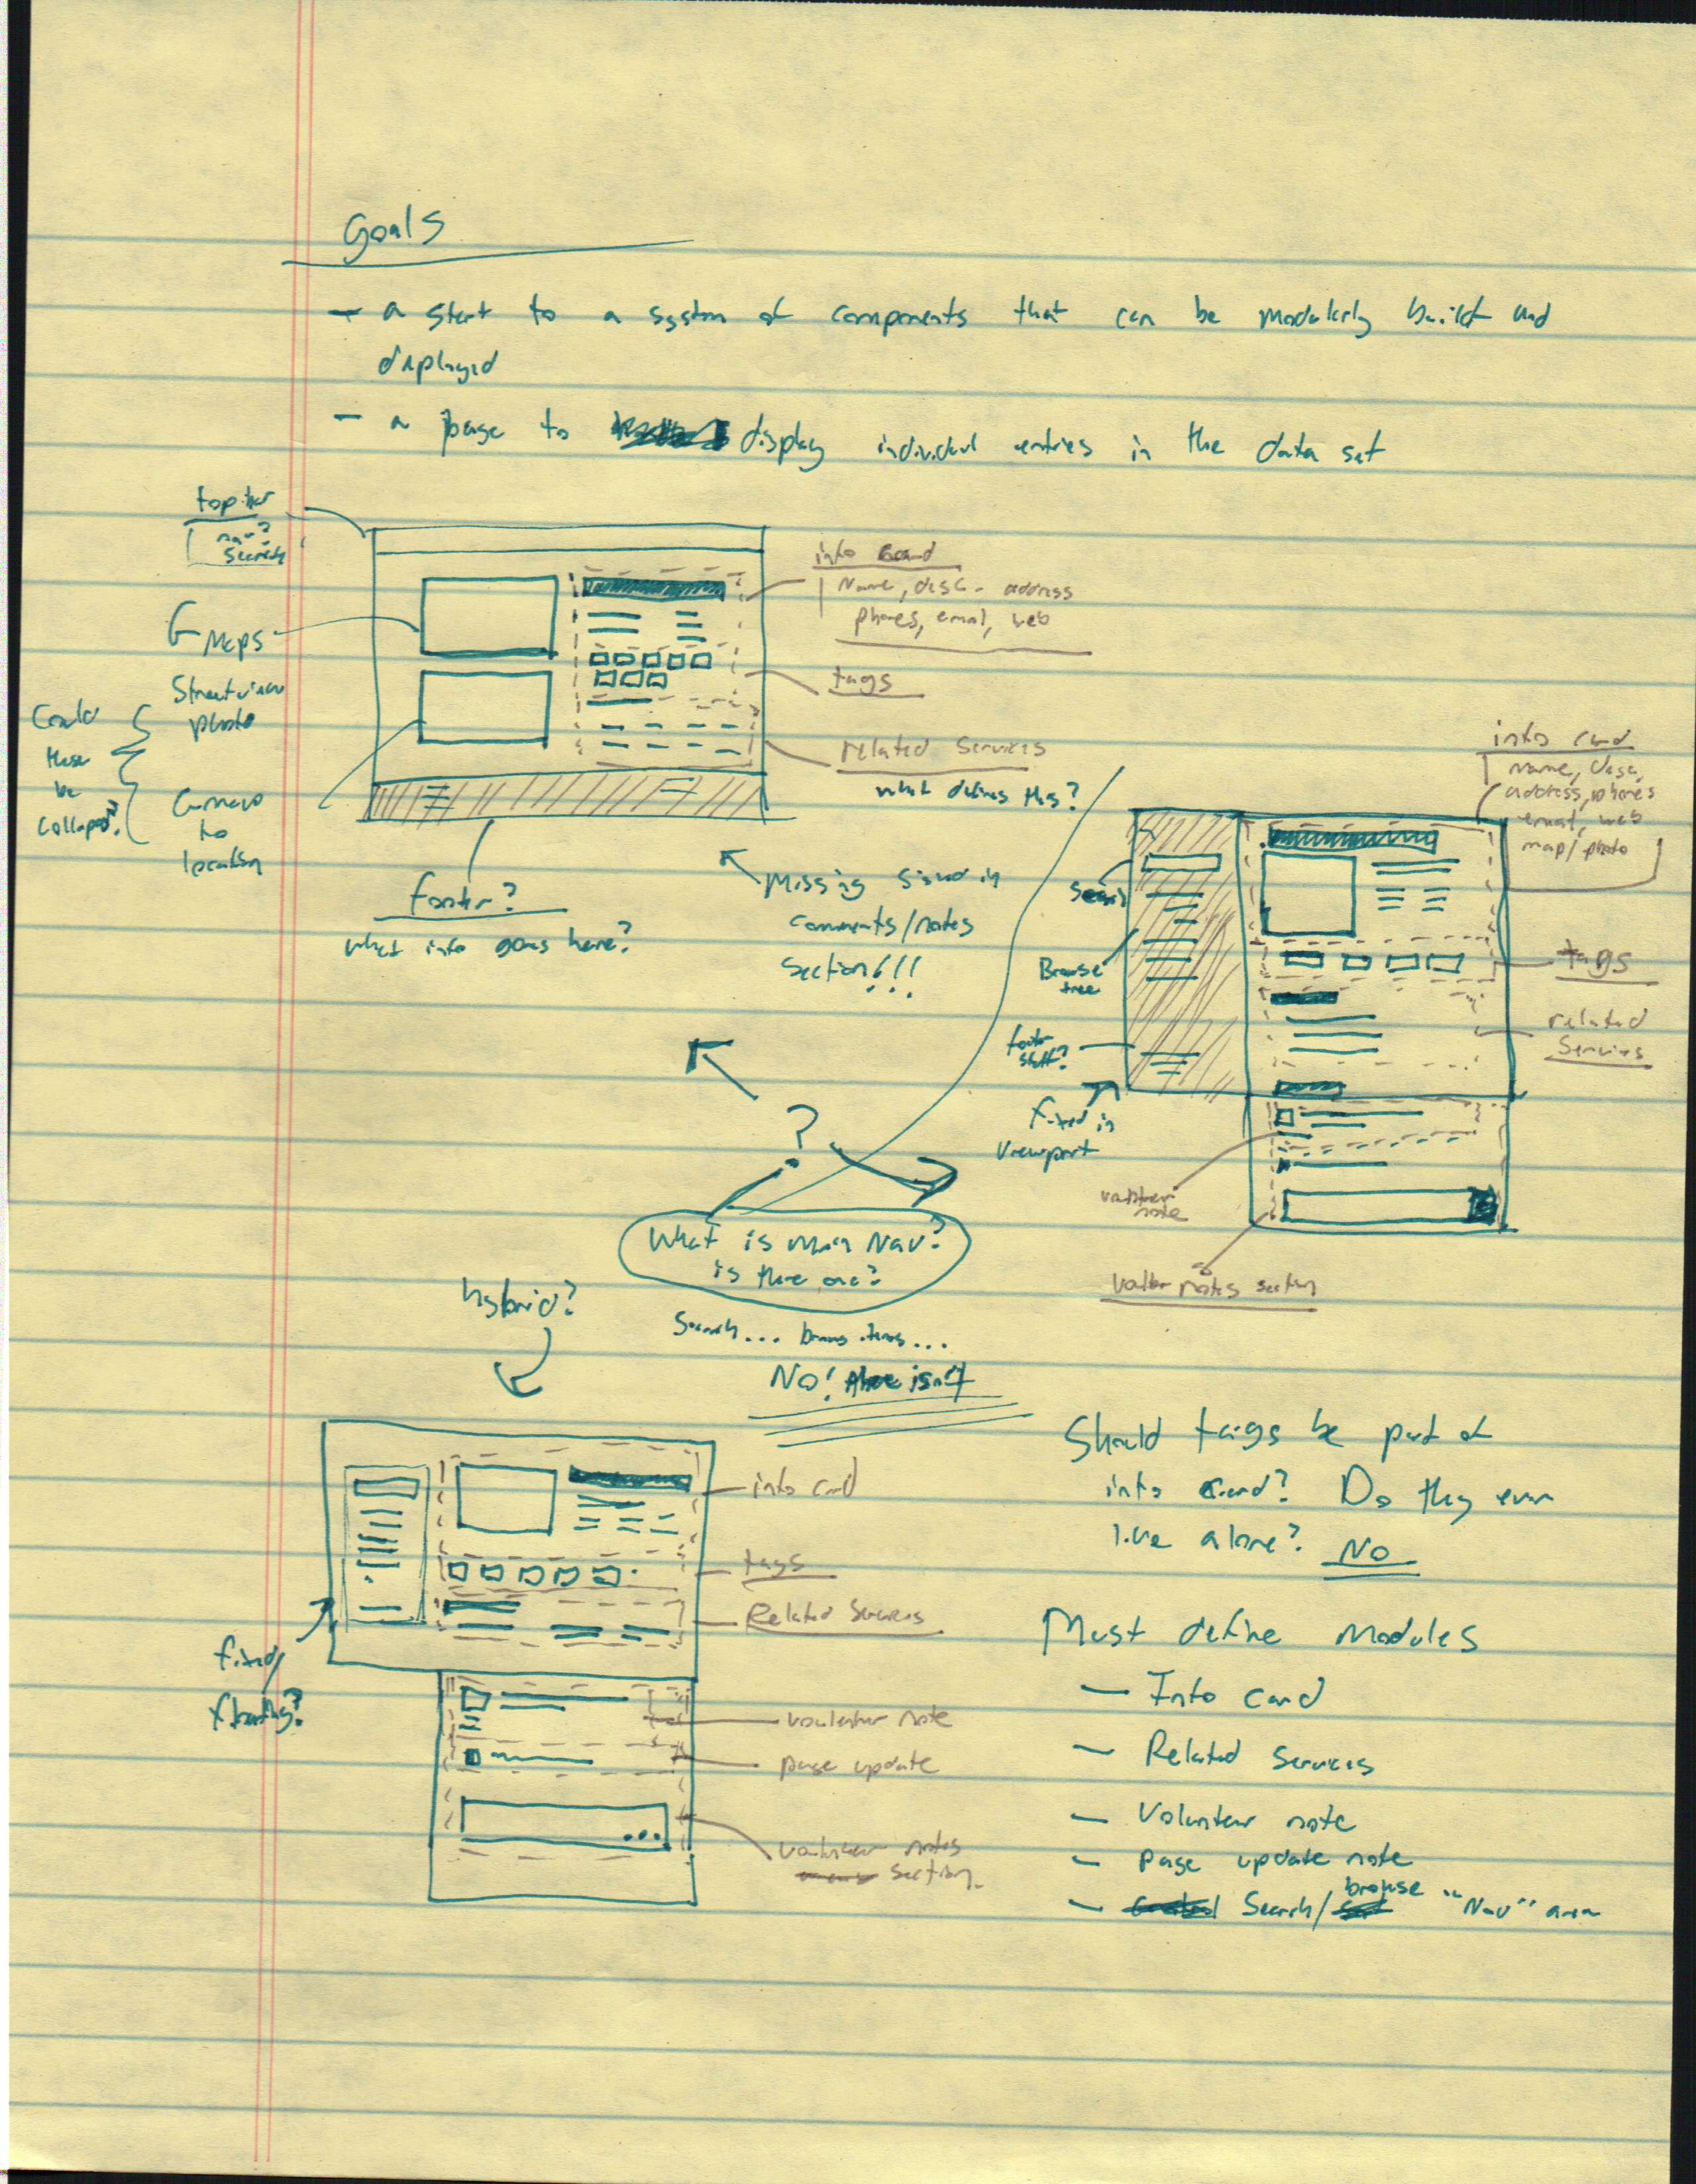 Goals
- a start to a system of components that can be modularly built and
displayed
- a page to display individual entries in the data set
top bar
nav?
search
G Maps
Streetview
photo
Camera
to
location
Could
these
be
collapsed?
info card
Name, desc - address
phones, email, web
tags
related services
what defines this?
footer?
what info goes here?
Missing signed in
comments/notes
section!!!
info card
name, desc,
address, phones
email, web
map/photo
Search
Browse
tree
tags
related
services
footer
stuff?
fixed in
viewport
volunteer
note
notes section
?
What is main Nav?
is there one?
Search... browse items...
No! there isn't
hybrid?
info card
tags
Related Services
fixed/
floating?
volunteer note
page update
volunteer notes
section.
Should tags be part of
info card? Do they ever
live alone? No
Must define modules
- Info card
- Related Services
- Volunteer note
- page update note
browse
- Search/ "Nav" area